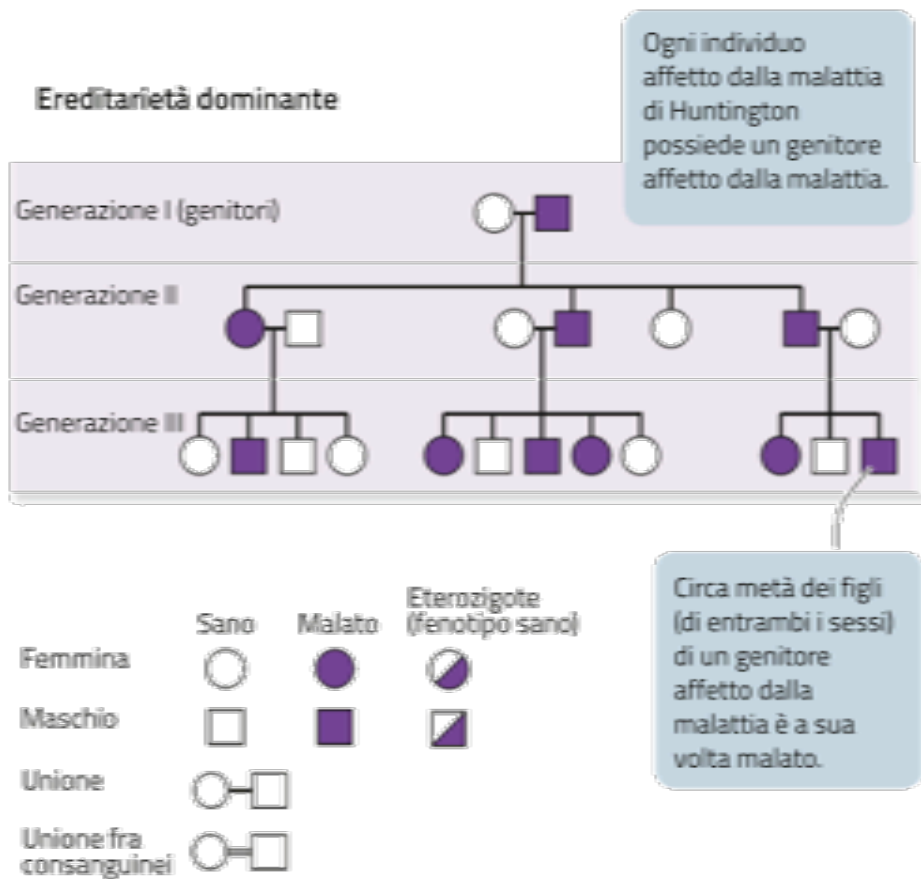 Ereditarietà dominante
Ogni individuo
affetto dalla malattia
di Huntington
possiede un genitore
affetto dalla malattia.
Generazione I (genitori)
Generazione II
Generazione III
Circa metà dei figli
(di entrambi i sessi)
di un genitore
affetto dalla
malattia è a sua
volta malato.
Sano
Malato
Eterozigote
(fenotipo sano)
Femmina
Maschio
Unione
Unione fra
consanguinei